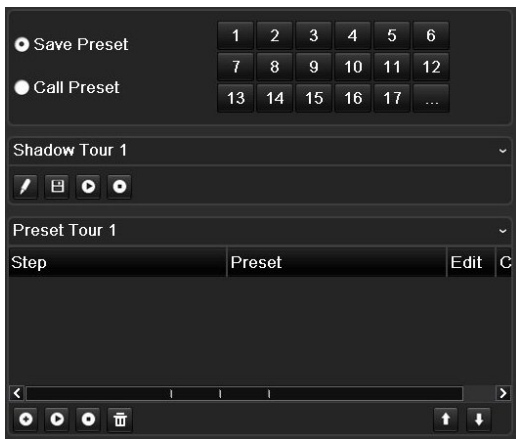 Save Preset
1 2 3 4 5 6
7 8 9 10 11 12
Call Preset
13 14 15 16 17 ...
Shadow Tour 1
Preset Tour 1
Step Preset Edit C